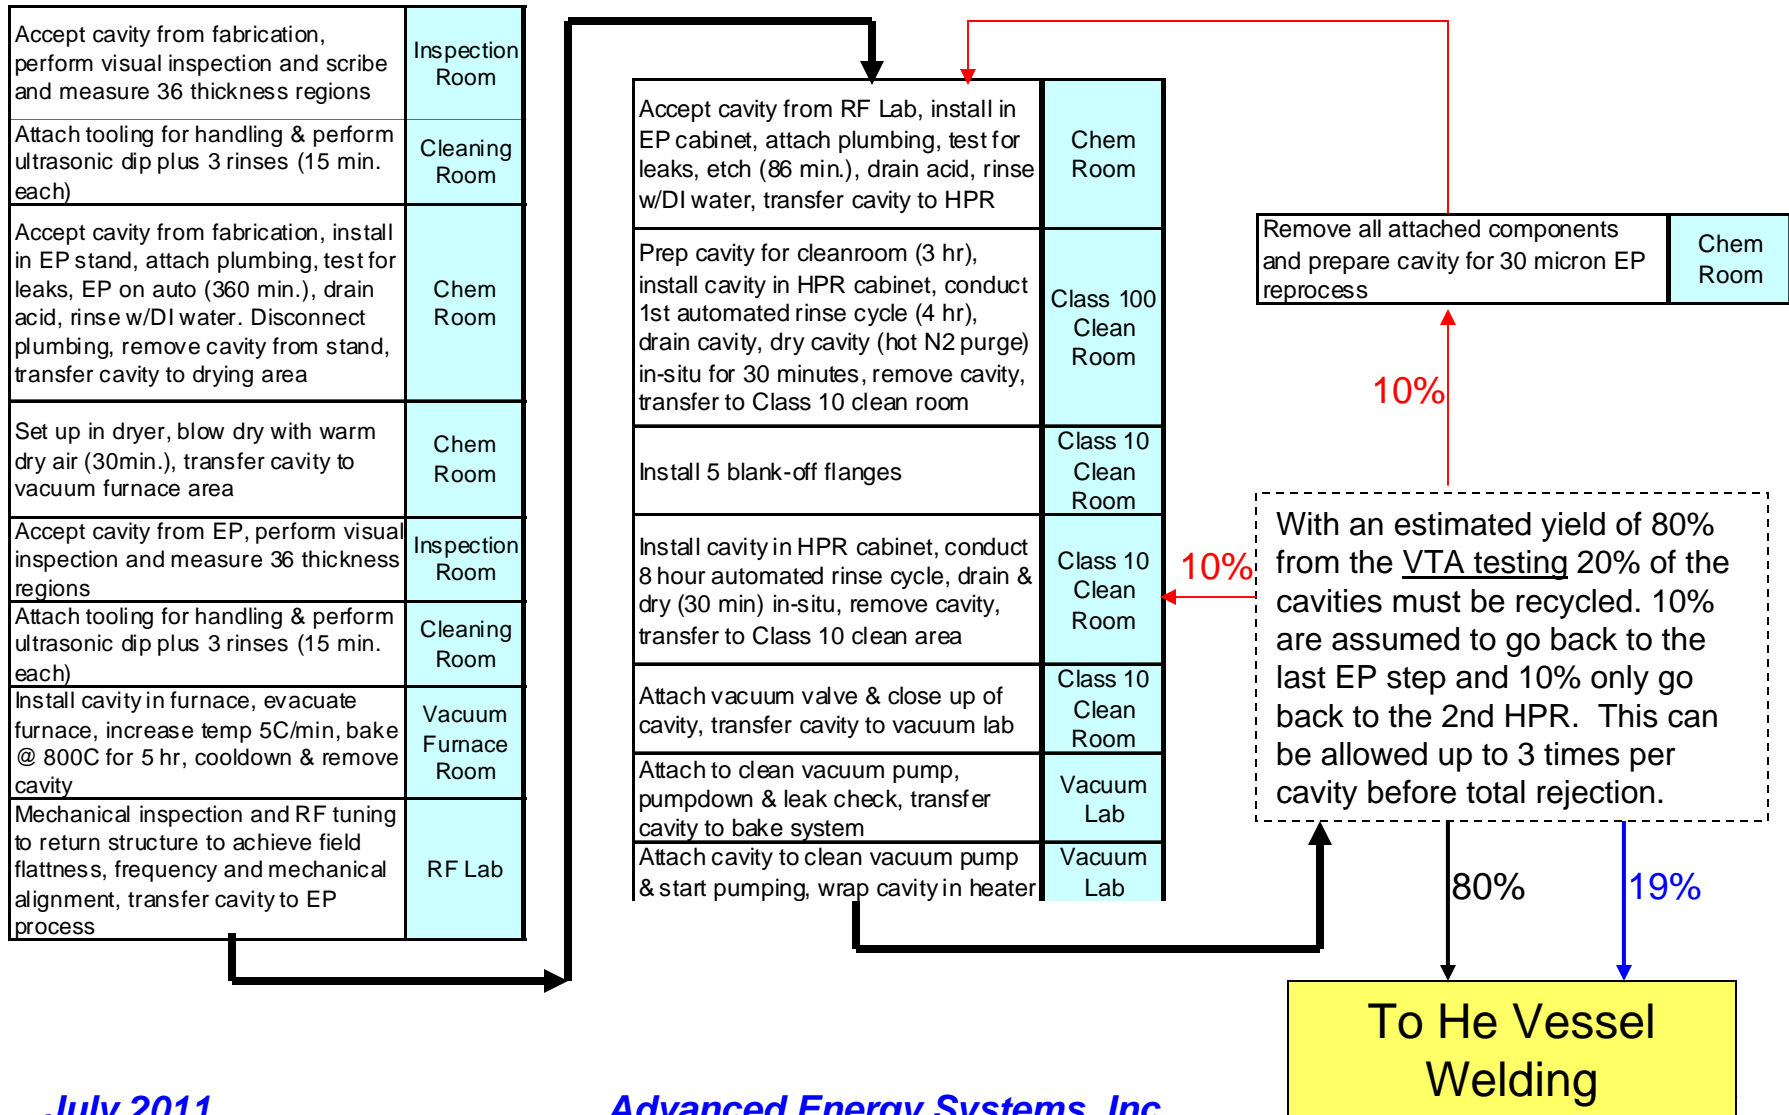 Accept cavity from fabrication,
perform visual inspection and scribe
and measure 36 thickness regions
Inspection
Room
Attach tooling for handling & perform
ultrasonic dip plus 3 rinses (15 min.
each)
Cleaning
Room
Accept cavity from fabrication, install
in EP stand, attach plumbing, test for
leaks, EP on auto (360 min.), drain
acid, rinse w/DI water. Disconnect
plumbing, remove cavity from stand,
transfer cavity to drying area
Chem
Room
Set up in dryer, blow dry with warm
dry air (30min.), transfer cavity to
vacuum furnace area
Chem
Room
Accept cavity from EP, perform visual
inspection and measure 36 thickness
regions
Inspection
Room
Attach tooling for handling & perform
ultrasonic dip plus 3 rinses (15 min.
each)
Cleaning
Room
Install cavity in furnace, evacuate
furnace, increase temp 5C/min, bake
@ 800C for 5 hr, cooldown & remove
cavity
Vacuum
Furnace
Room
Mechanical inspection and RF tuning
to return structure to achieve field
flattness, frequency and mechanical
alignment, transfer cavity to EP
process
RF Lab
Accept cavity from RF Lab, install in
EP cabinet, attach plumbing, test for
leaks, etch (86 min.), drain acid, rinse
w/DI water, transfer cavity to HPR
Chem
Room
Prep cavity for cleanroom (3 hr),
install cavity in HPR cabinet, conduct
1st automated rinse cycle (4 hr),
drain cavity, dry cavity (hot N2 purge)
in-situ for 30 minutes, remove cavity,
transfer to Class 10 clean room
Class 100
Clean
Room
Install 5 blank-off flanges
Class 10
Clean
Room
Install cavity in HPR cabinet, conduct
8 hour automated rinse cycle, drain &
dry (30 min) in-situ, remove cavity,
transfer to Class 10 clean area
Class 10
Clean
Room
Attach vacuum valve & close up of
cavity, transfer cavity to vacuum lab
Class 10
Clean
Room
Attach to clean vacuum pump,
pumpdown & leak check, transfer
cavity to bake system
Vacuum
Lab
Attach cavity to clean vacuum pump
& start pumping, wrap cavity in heater
Vacuum
Lab
Remove all attached components
and prepare cavity for 30 micron EP
reprocess
Chem
Room
10%
10%
With an estimated yield of 80%
from the VTA testing 20% of the
cavities must be recycled. 10%
are assumed to go back to the
last EP step and 10% only go
back to the 2nd HPR. This can
be allowed up to 3 times per
cavity before total rejection.
80%
19%
To He Vessel
Welding
July 2011
Advanced Energy Systems, Inc